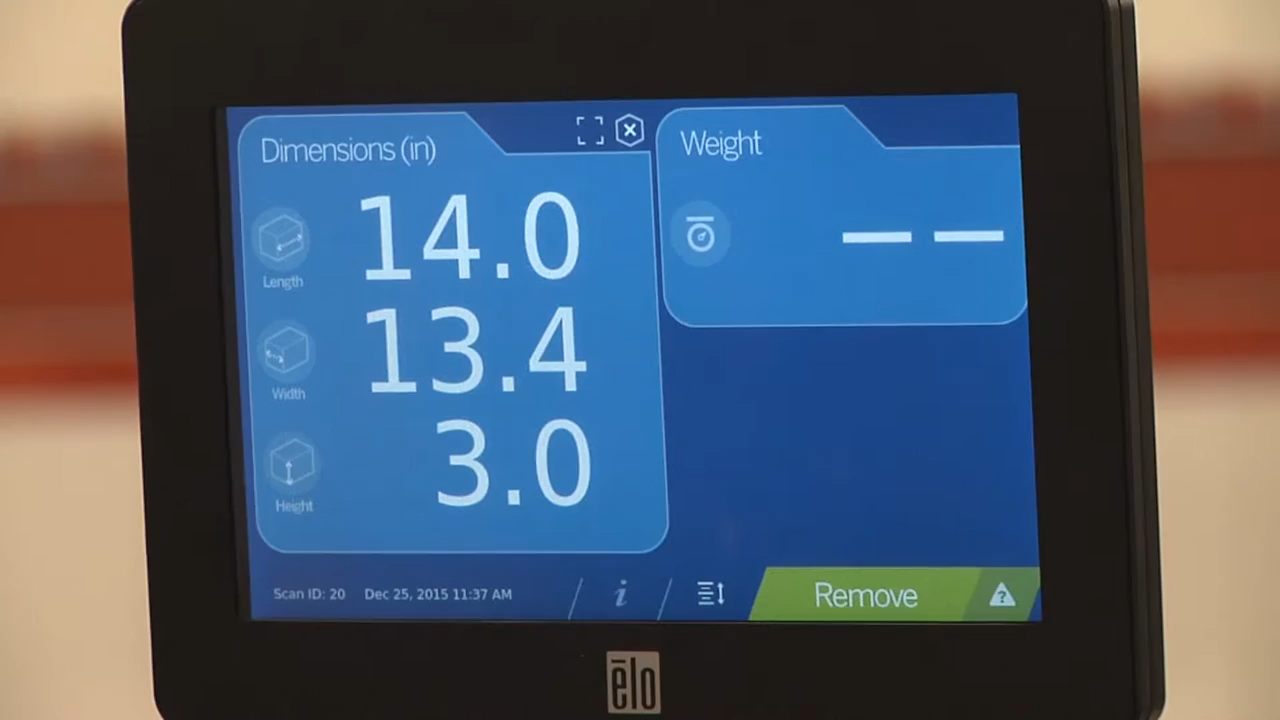 Dimensions (in)
Length
14.0
Width
13.4
Height
3.0
Weight
— —
Scan ID: 20 Dec 25, 2015 11:37 AM
i
Remove
?
ēlo